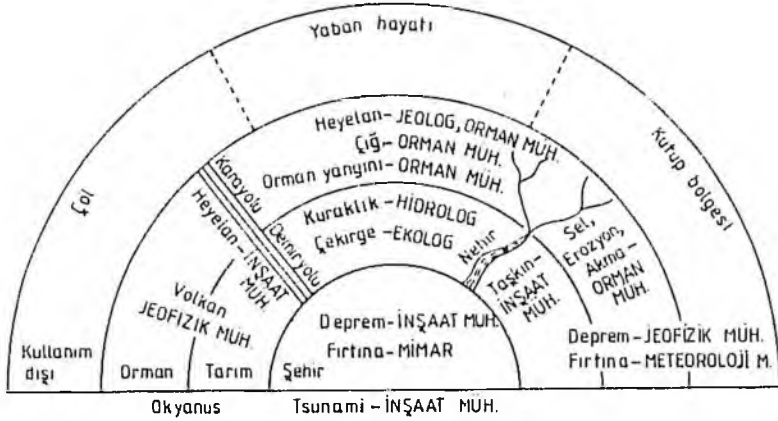 Yaban hayatı
Çöl
Kutup bölgesi
Heyelan-JEOLOG, ORMAN MÜH.
Çığ-ORMAN MÜH.
Orman yangını-ORMAN MÜH.
Karayolu
Heyelan-İNŞAAT
MÜH.
Demir yolu
Kuraklık-HİDROLOG
Çekirge-EKOLOG
Nehir
Taşkın-
İNŞAAT
MÜH.
Sel,
Erozyon,
Akma-
ORMAN
MÜH.
Volkan
JEOFİZİK MÜH.
Deprem-İNŞAAT MÜH.
Fırtına-MİMAR
Deprem-JEOFİZİK MÜH.
Fırtına-METEOROLOJİ M.
Kullanım
dışı
Orman
Tarım
Şehir
Okyanus
Tsunami-İNŞAAT MÜH.